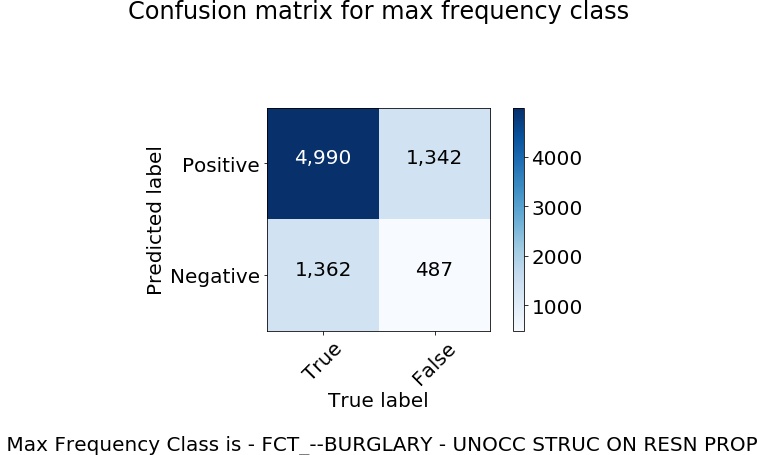 Confusion matrix for max frequency class
Predicted label
Positive
4,990
1,342
Negative
1,362
487
4000
3000
2000
1000
True
False
True label
Max Frequency Class is - FCT_--BURGLARY - UNOCC STRUC ON RESN PROP